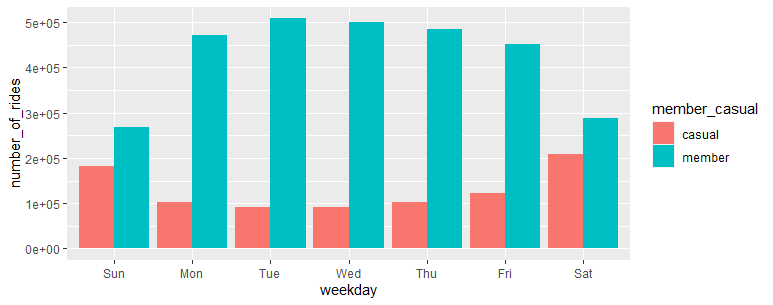 number_of_rides
5e+05
4e+05
3e+05
2e+05
1e+05
0e+00
Sun Mon Tue Wed Thu Fri Sat
weekday
member_casual
casual
member